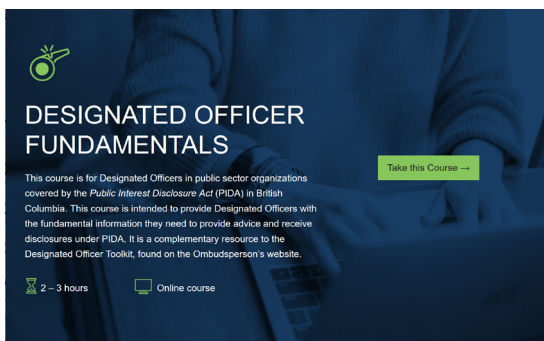 DESIGNATED OFFICER
FUNDAMENTALS
This course is for Designated Officers in public sector organizations
covered by the Public Interest Disclosure Act (PIDA) in British
Columbia. This course is intended to provide Designated Officers with
the fundamental information they need to provide advice and receive
disclosures under PIDA. It is a complementary resource to the
Designated Officer Toolkit, found on the Ombudsperson's website.
Take this Course →
2 – 3 hours
Online course